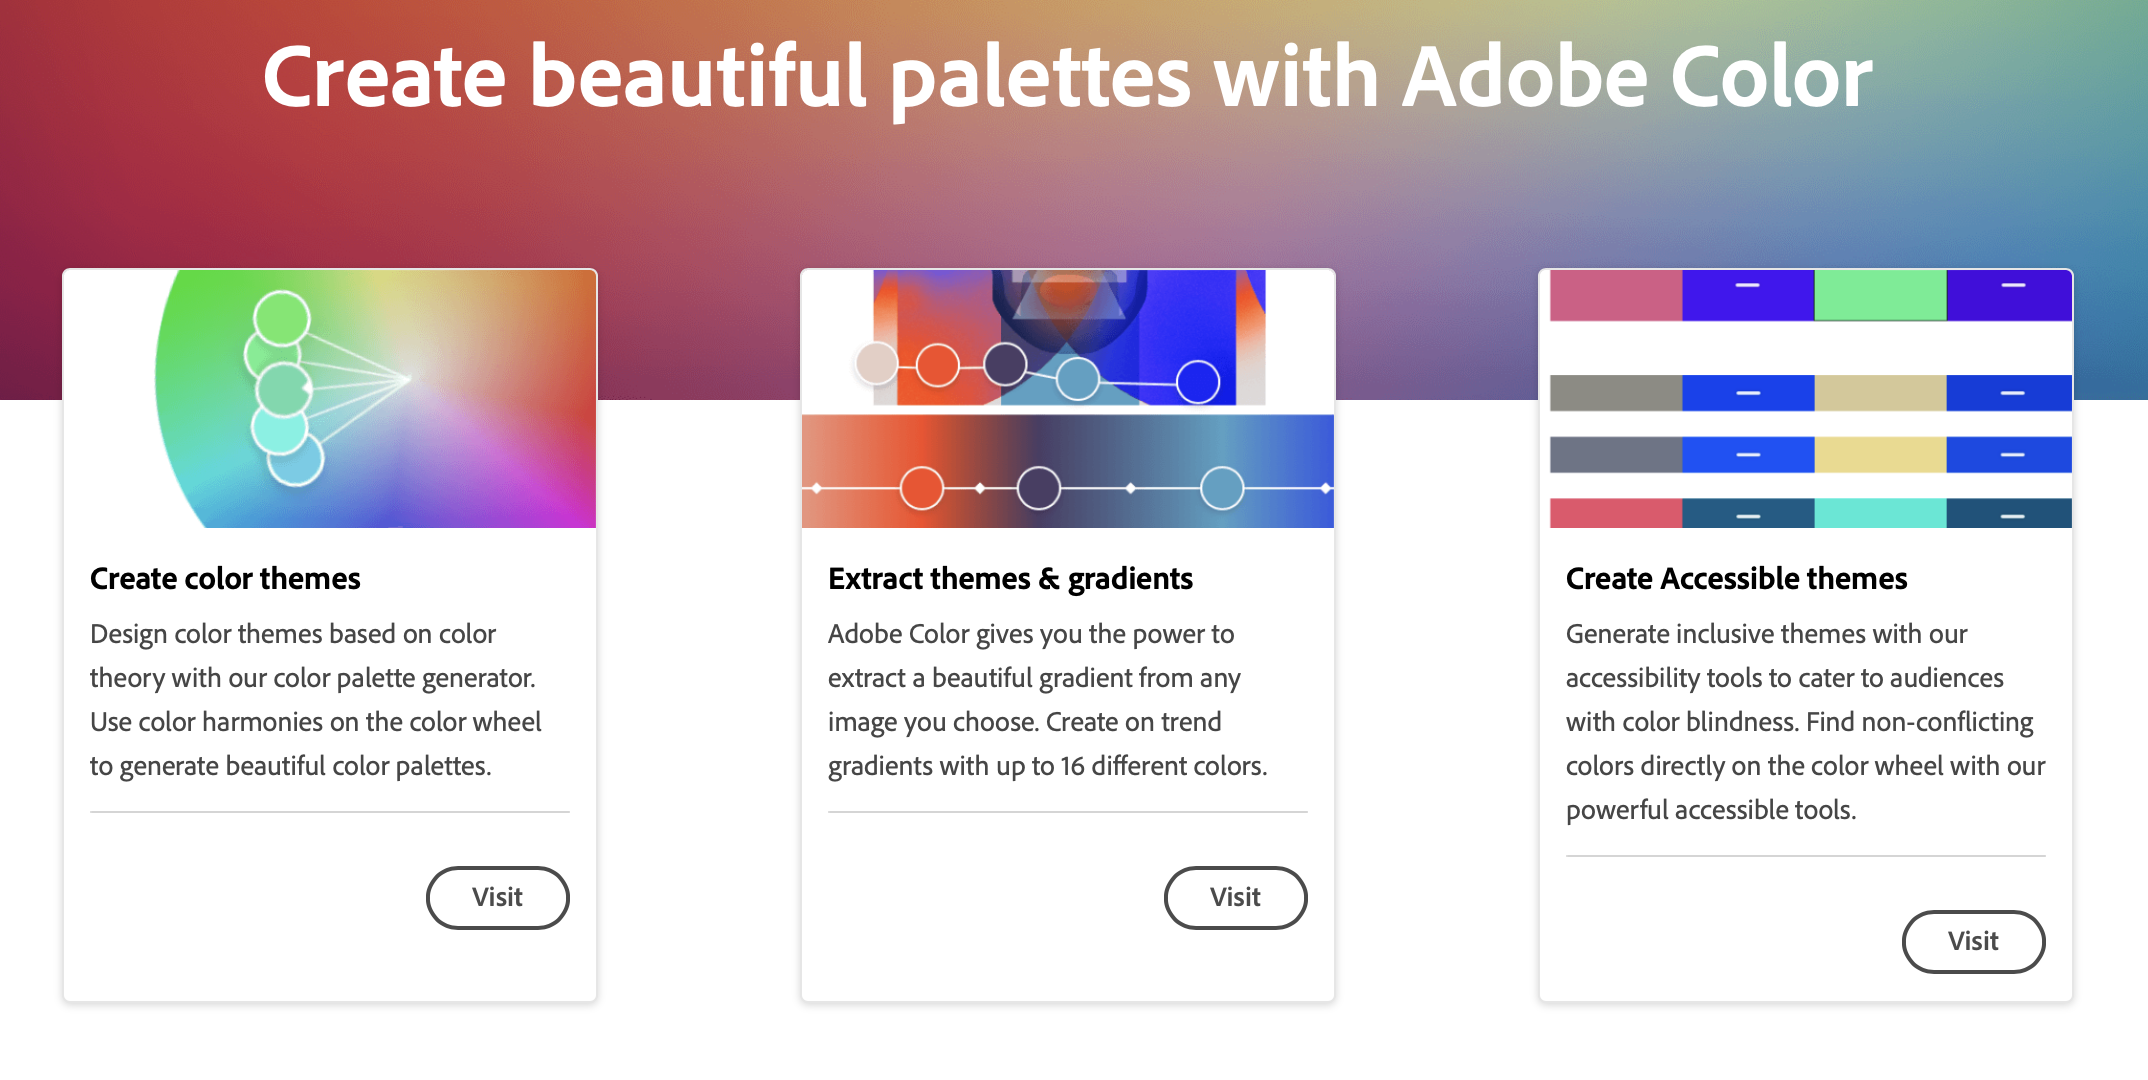 Create beautiful palettes with Adobe Color
Create color themes
Design color themes based on color
theory with our color palette generator.
Use color harmonies on the color wheel
to generate beautiful color palettes.
Visit
Extract themes & gradients
Adobe Color gives you the power to
extract a beautiful gradient from any
image you choose. Create on trend
gradients with up to 16 different colors.
Visit
Create Accessible themes
Generate inclusive themes with our
accessibility tools to cater to audiences
with color blindness. Find non-conflicting
colors directly on the color wheel with our
powerful accessible tools.
Visit